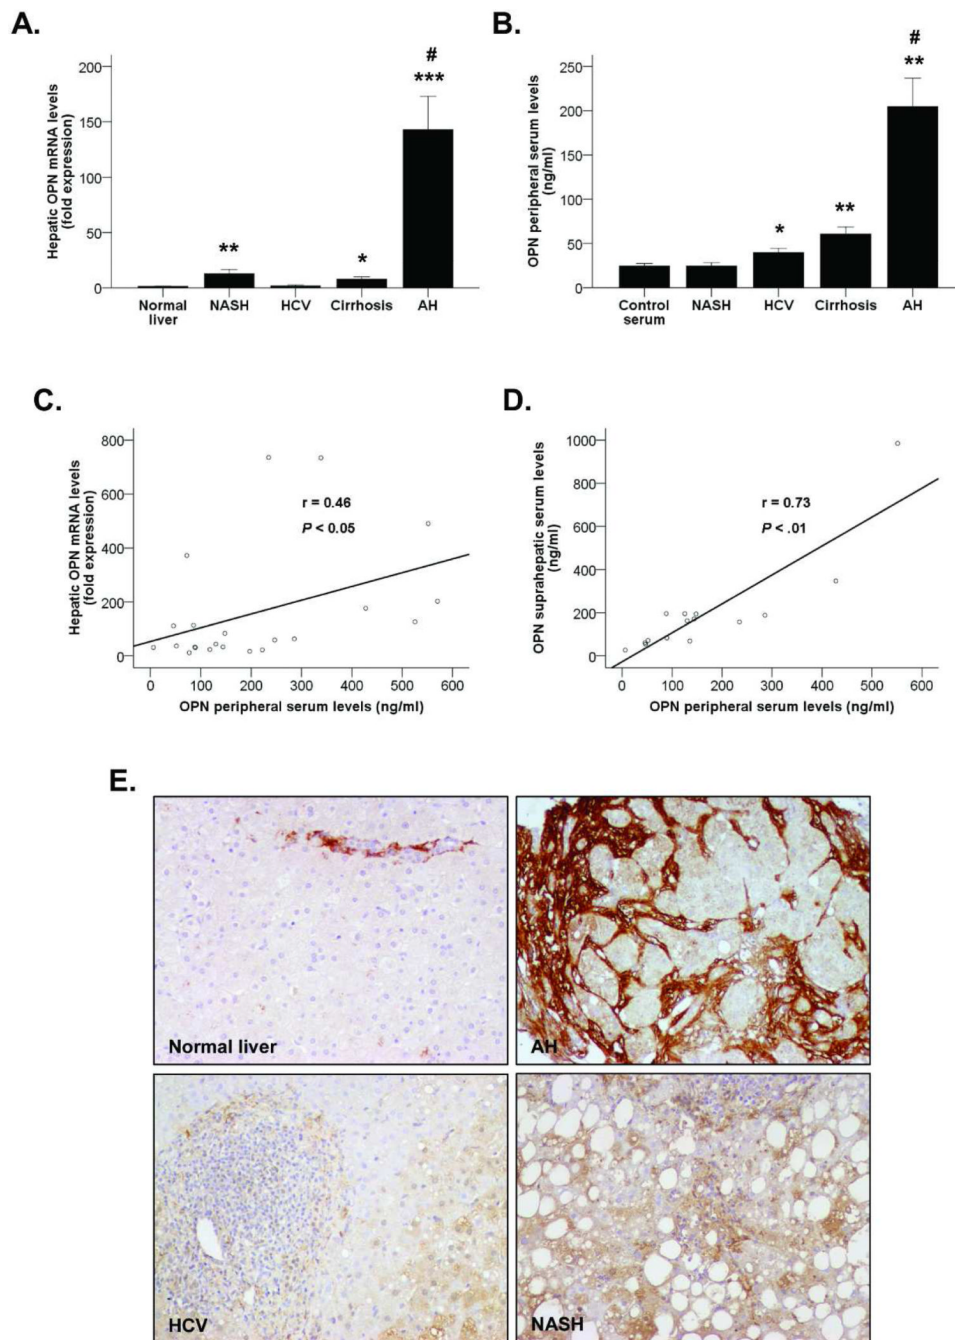 A.
Hepatic OPN mRNA levels
(fold expression)
200
150
100
50
0
**
*
#
***
Normal liver
NASH
HCV
Cirrhosis
AH
B.
OPN peripheral serum levels
(ng/ml)
250
200
150
100
50
0
*
**
#
**
Control serum
NASH
HCV
Cirrhosis
AH
C.
Hepatic OPN mRNA levels
(fold expression)
800
600
400
200
0
r = 0.46
P < 0.05
0 100 200 300 400 500 600
OPN peripheral serum levels (ng/ml)
D.
OPN suprahepatic serum levels
(ng/ml)
1000
800
600
400
200
0
r = 0.73
P < .01
0 100 200 300 400 500 600
OPN peripheral serum levels (ng/ml)
E.
Normal liver
AH
HCV
NASH